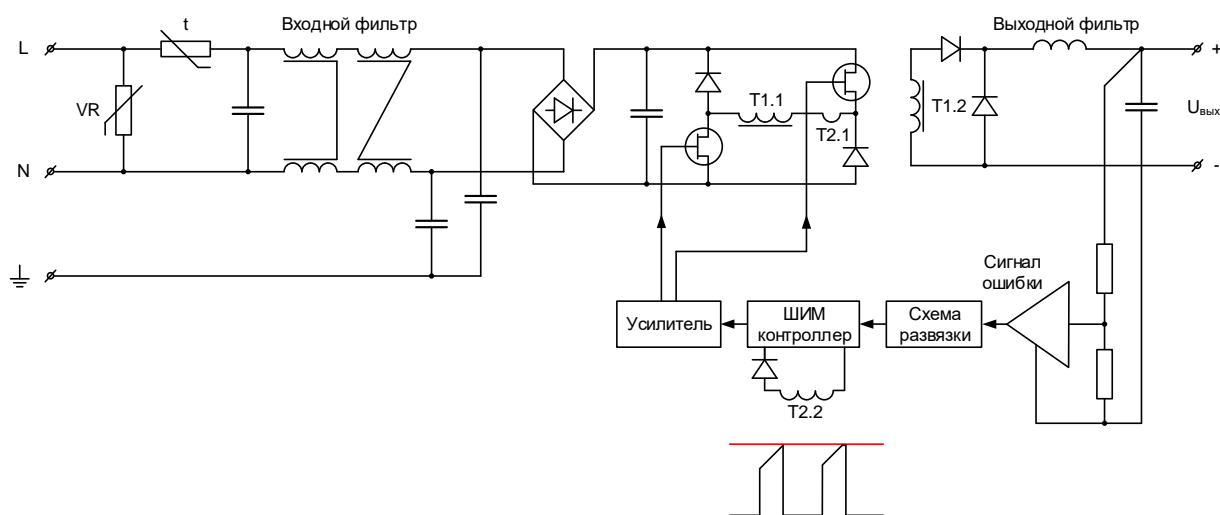 t
Входной фильтр
Выходной фильтр
L
+
VR
T1.1
T2.1
T1.2
Uвых
N
-
Сигнал
ошибки
Усилитель
ШИМ
контроллер
Схема
развязки
T2.2